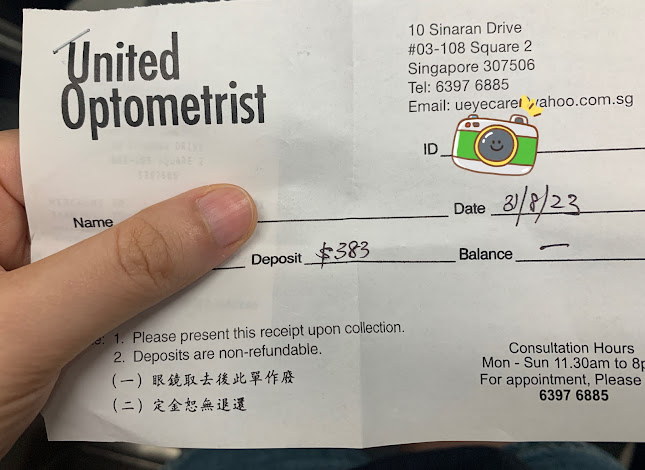 United
Optometrist
10 Sinaran Drive
#03-108 Square 2
Singapore 307506
Tel: 6397 6885
Email: ueyecare yahoo.com.sg
ID
Name
Date 31/8/23
Deposit $383
Balance –
1. Please present this receipt upon collection.
2. Deposits are non-refundable.
(一) 眼鏡取去後此單作廢
(二) 定金恕無退還
Consultation Hours
Mon - Sun 11.30am to 8p
For appointment, Please
6397 6885